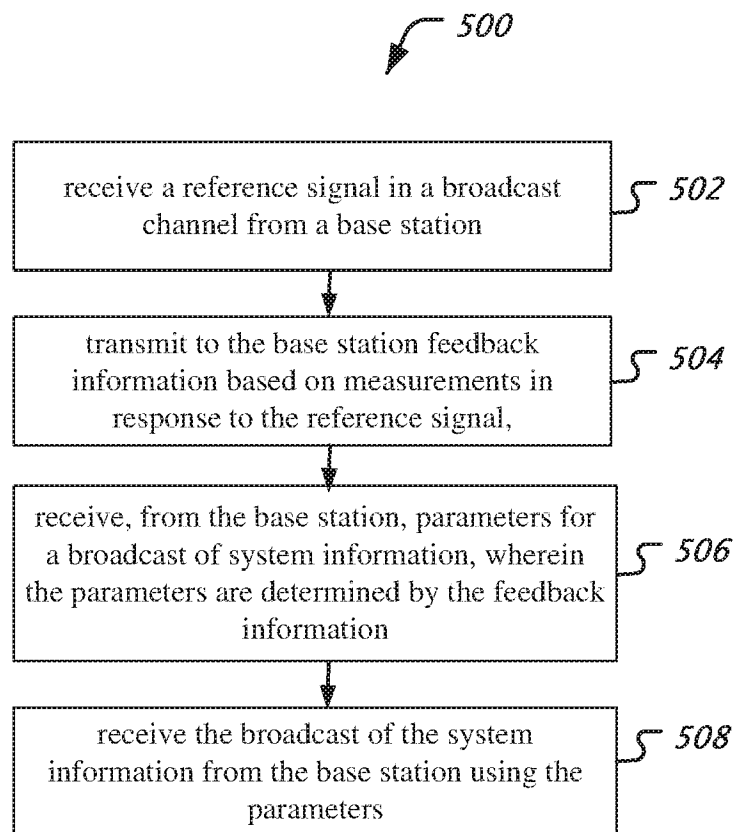 500
receive a reference signal in a broadcast
channel from a base station
502
transmit to the base station feedback
information based on measurements in
response to the reference signal,
504
receive, from the base station, parameters for
a broadcast of system information, wherein
the parameters are determined by the feedback
information
506
receive the broadcast of the system
information from the base station using the
parameters
508